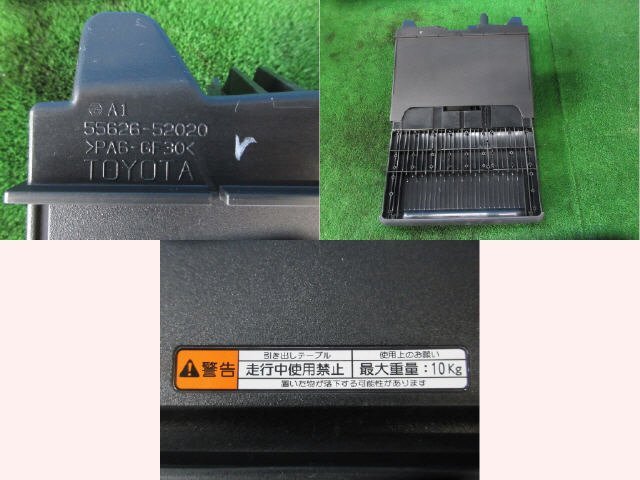 A1
55626-52020
>PA6-GF30<
TOYOTA
警告
引き出しテーブル
使用上のお願い
走行中使用禁止
最大重量:10Kg
置いた物が落下する可能性があります